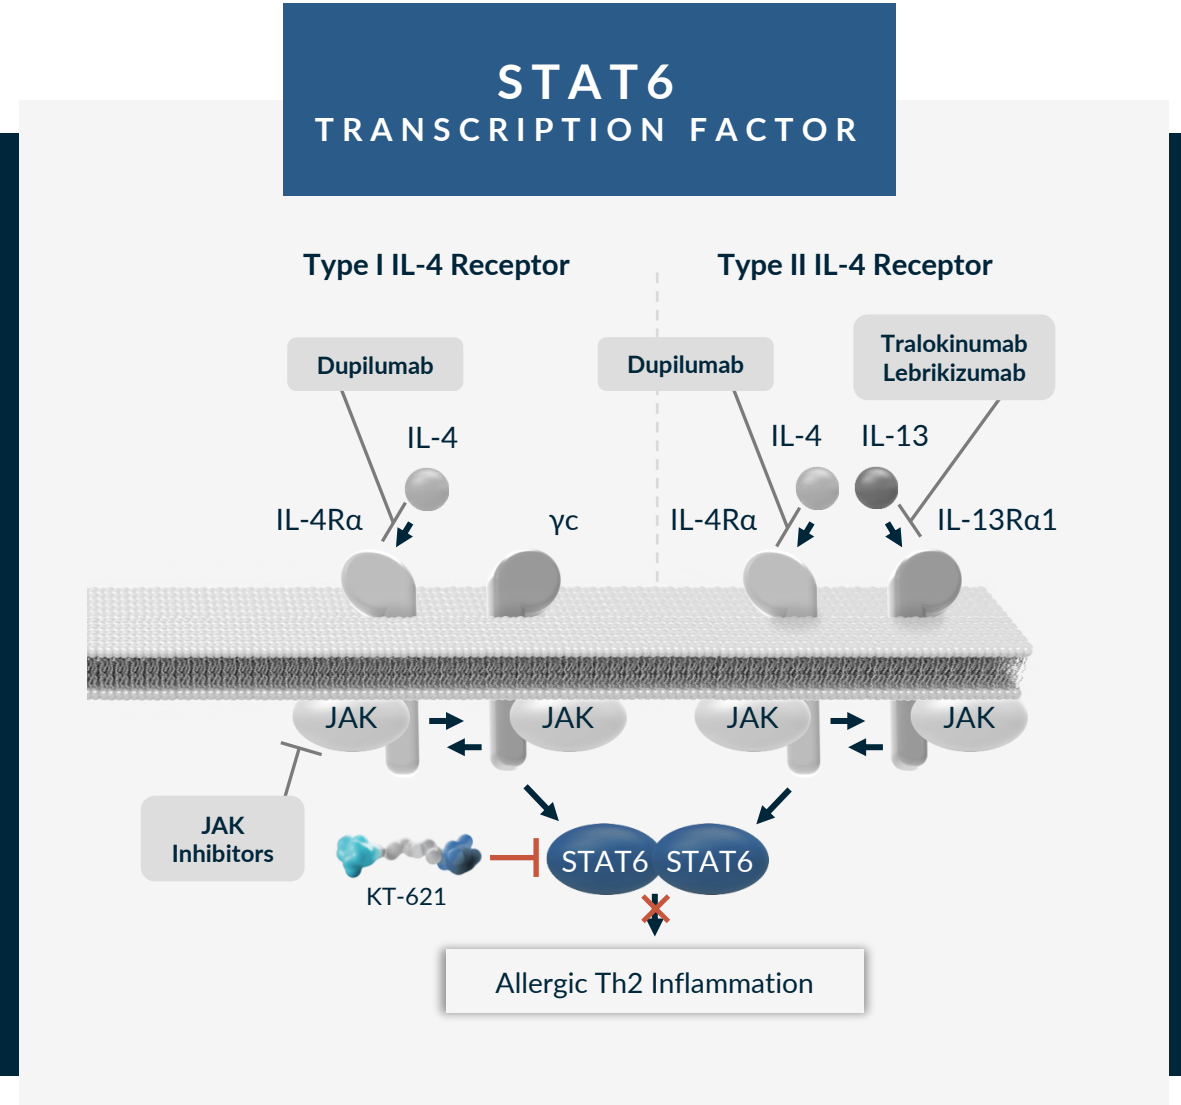 STAT6
TRANSCRIPTION FACTOR
Type I IL-4 Receptor
Type II IL-4 Receptor
Dupilumab
Dupilumab
Tralokinumab
Lebrikizumab
IL-4
IL-4
IL-13
IL-4Rα
γc
IL-4Rα
IL-13Rα1
JAK
JAK
JAK
JAK
JAK
Inhibitors
KT-621
STAT6
STAT6
Allergic Th2 Inflammation